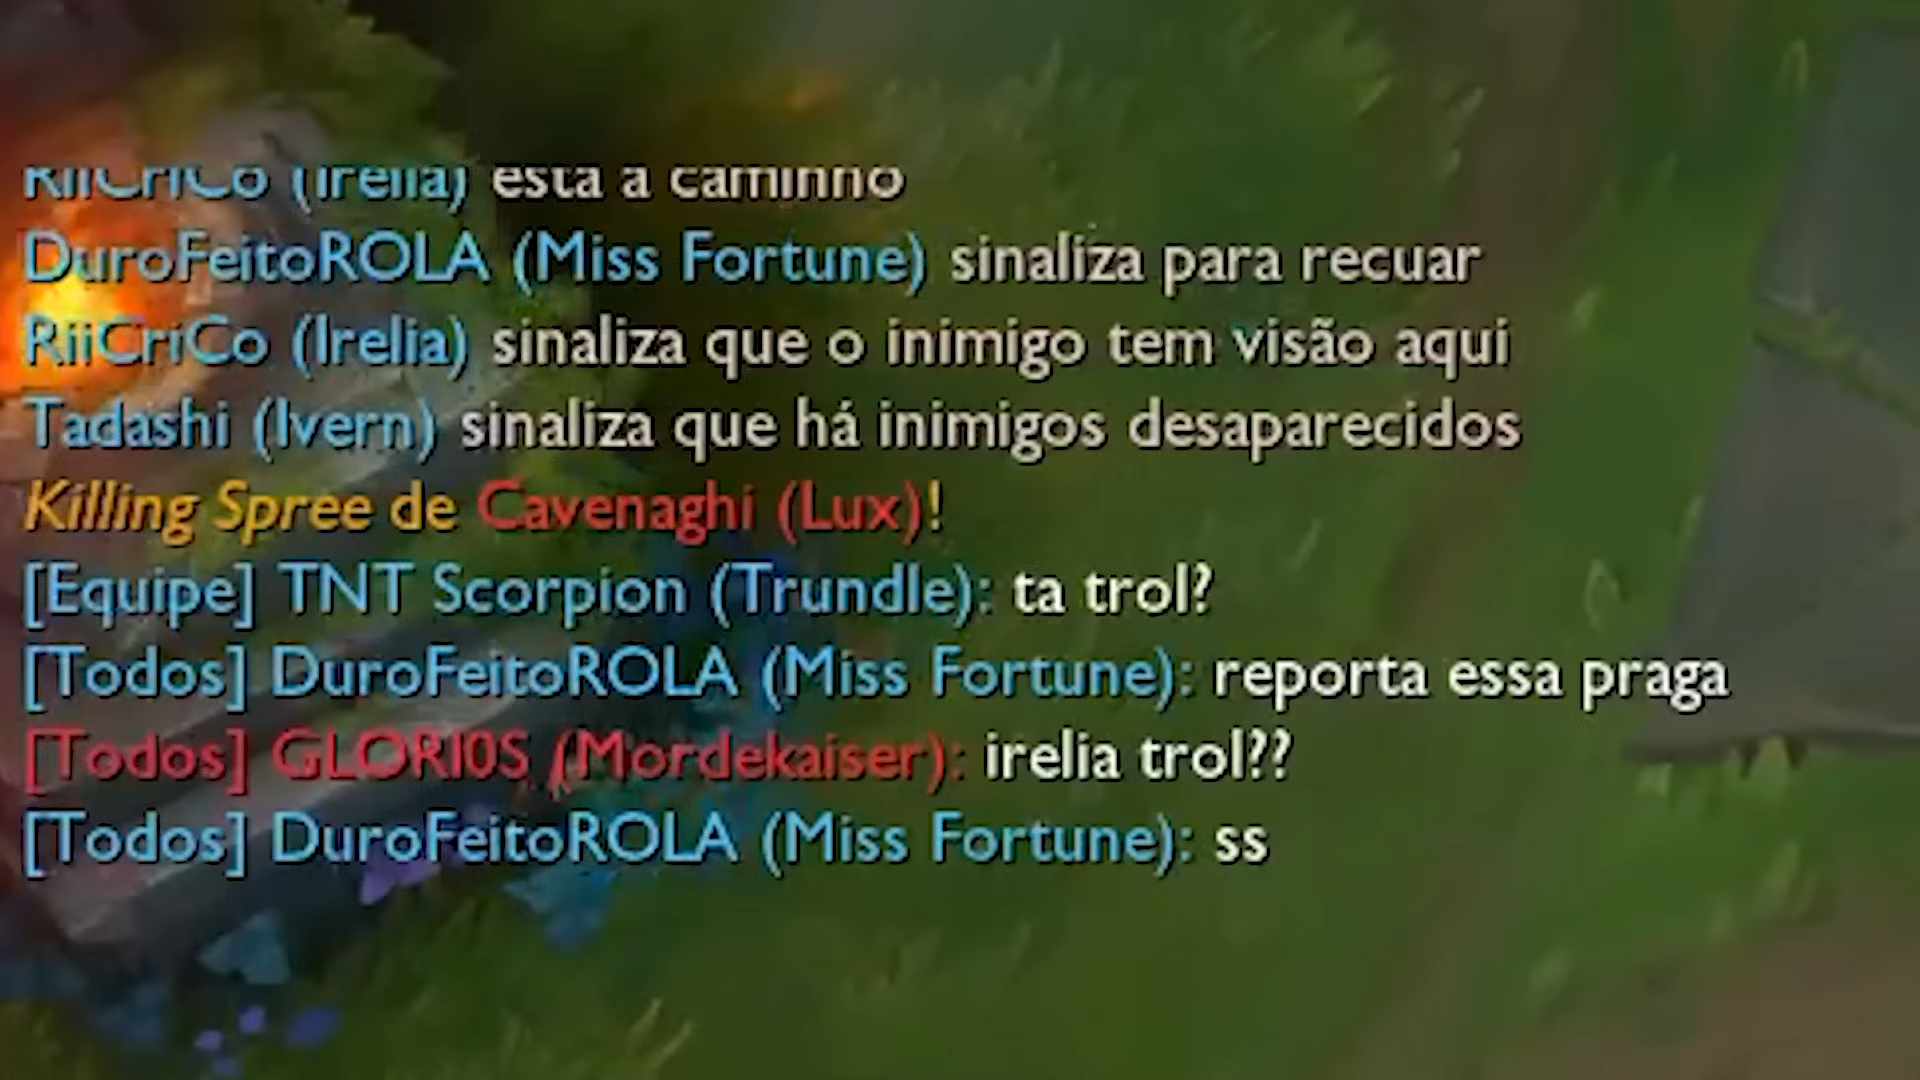 RiiCriCo (Irelia) está a caminho
DuroFeitoROLA (Miss Fortune) sinaliza para recuar
RiiCriCo (Irelia) sinaliza que o inimigo tem visão aqui
Tadashi (Ivern) sinaliza que há inimigos desaparecidos
Killing Spree de Cavenaghi (Lux)!
[Equipe] TNT Scorpion (Trundle): ta trol?
[Todos] DuroFeitoROLA (Miss Fortune): reporta essa praga
[Todos] GLORI0S (Mordekaiser): irelia trol??
[Todos] DuroFeitoROLA (Miss Fortune): ss